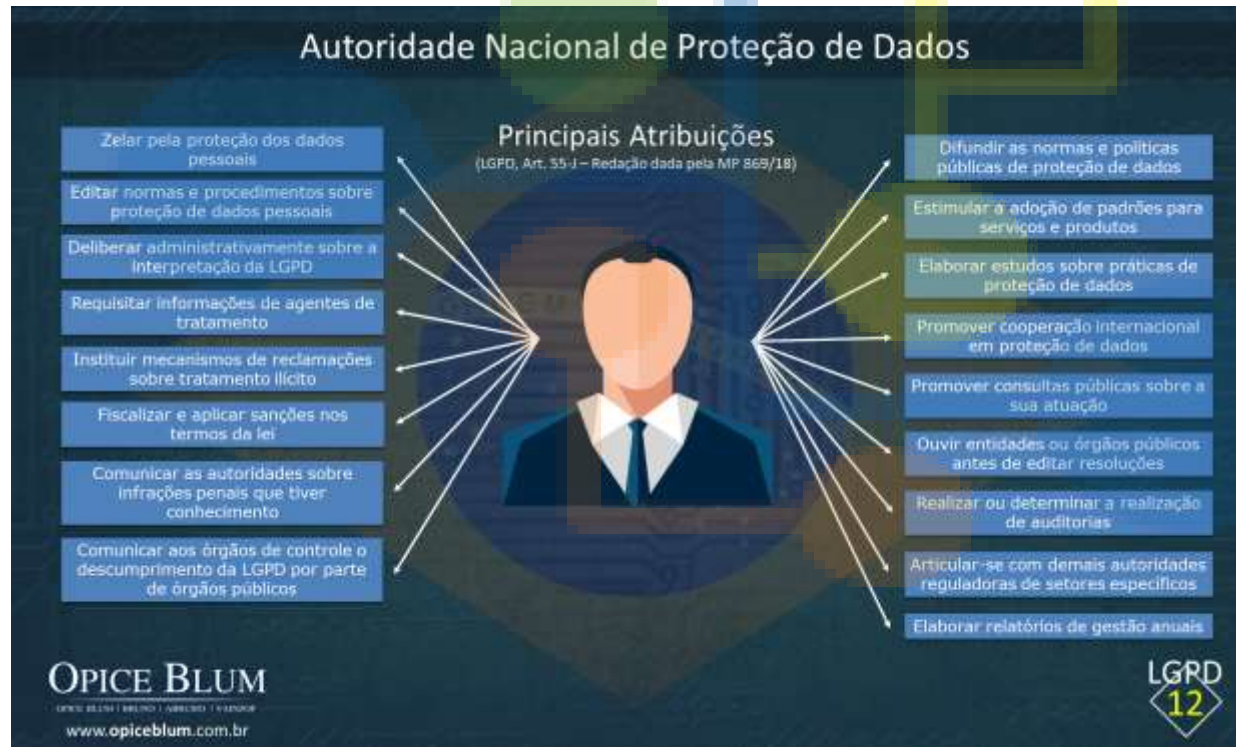 Autoridade Nacional de Proteção de Dados
Principais Atribuições
(LGPD, Art. 55-J – Redação dada pela MP 869/18)
Zelar pela proteção dos dados
pessoais
Editar normas e procedimentos sobre
proteção de dados pessoais
Deliberar administrativamente sobre a
interpretação da LGPD
Requisitar informações de agentes de
tratamento
Instituir mecanismos de reclamações
sobre tratamento ilícito
Fiscalizar e aplicar sanções nos
termos da lei
Comunicar as autoridades sobre
infrações penais que tiver
conhecimento
Comunicar aos órgãos de controle o
descumprimento da LGPD por parte
de órgãos públicos
Difundir as normas e políticas
públicas de proteção de dados
Estimular a adoção de padrões para
serviços e produtos
Elaborar estudos sobre práticas de
proteção de dados
Promover cooperação internacional
em proteção de dados
Promover consultas públicas sobre a
sua atuação
Ouvir entidades ou órgãos públicos
antes de editar resoluções
Realizar ou determinar a realização
de auditorias
Articular-se com demais autoridades
reguladoras de setores específicos
Elaborar relatórios de gestão anuais
OPICE BLUM
OPICE BLUM | BRUNO | ABRUSIO | VAINZOF
www.opiceblum.com.br
LGPD
12